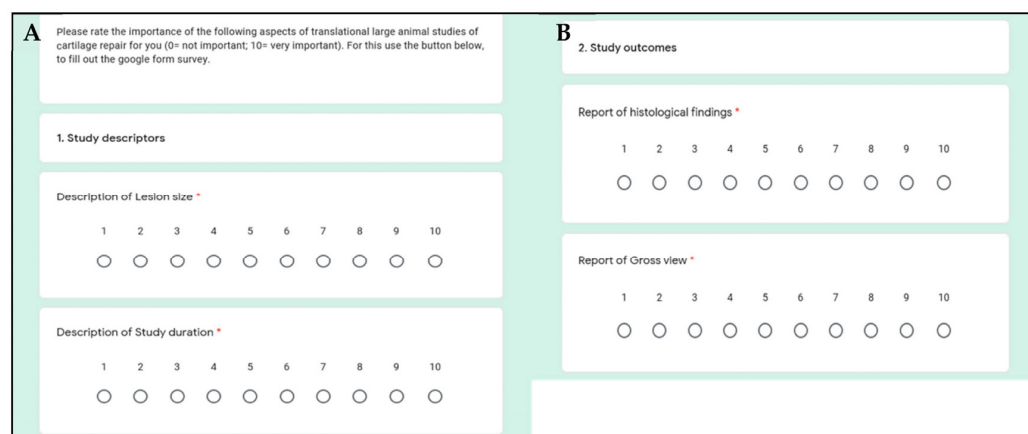 A
Please rate the importance of the following aspects of translational large animal studies of
cartilage repair for you (0= not important; 10= very important). For this use the button below,
to fill out the google form survey.
1. Study descriptors
Description of Lesion size *
1 2 3 4 5 6 7 8 9 10
Description of Study duration *
1 2 3 4 5 6 7 8 9 10
B
2. Study outcomes
Report of histological findings *
1 2 3 4 5 6 7 8 9 10
Report of Gross view *
1 2 3 4 5 6 7 8 9 10